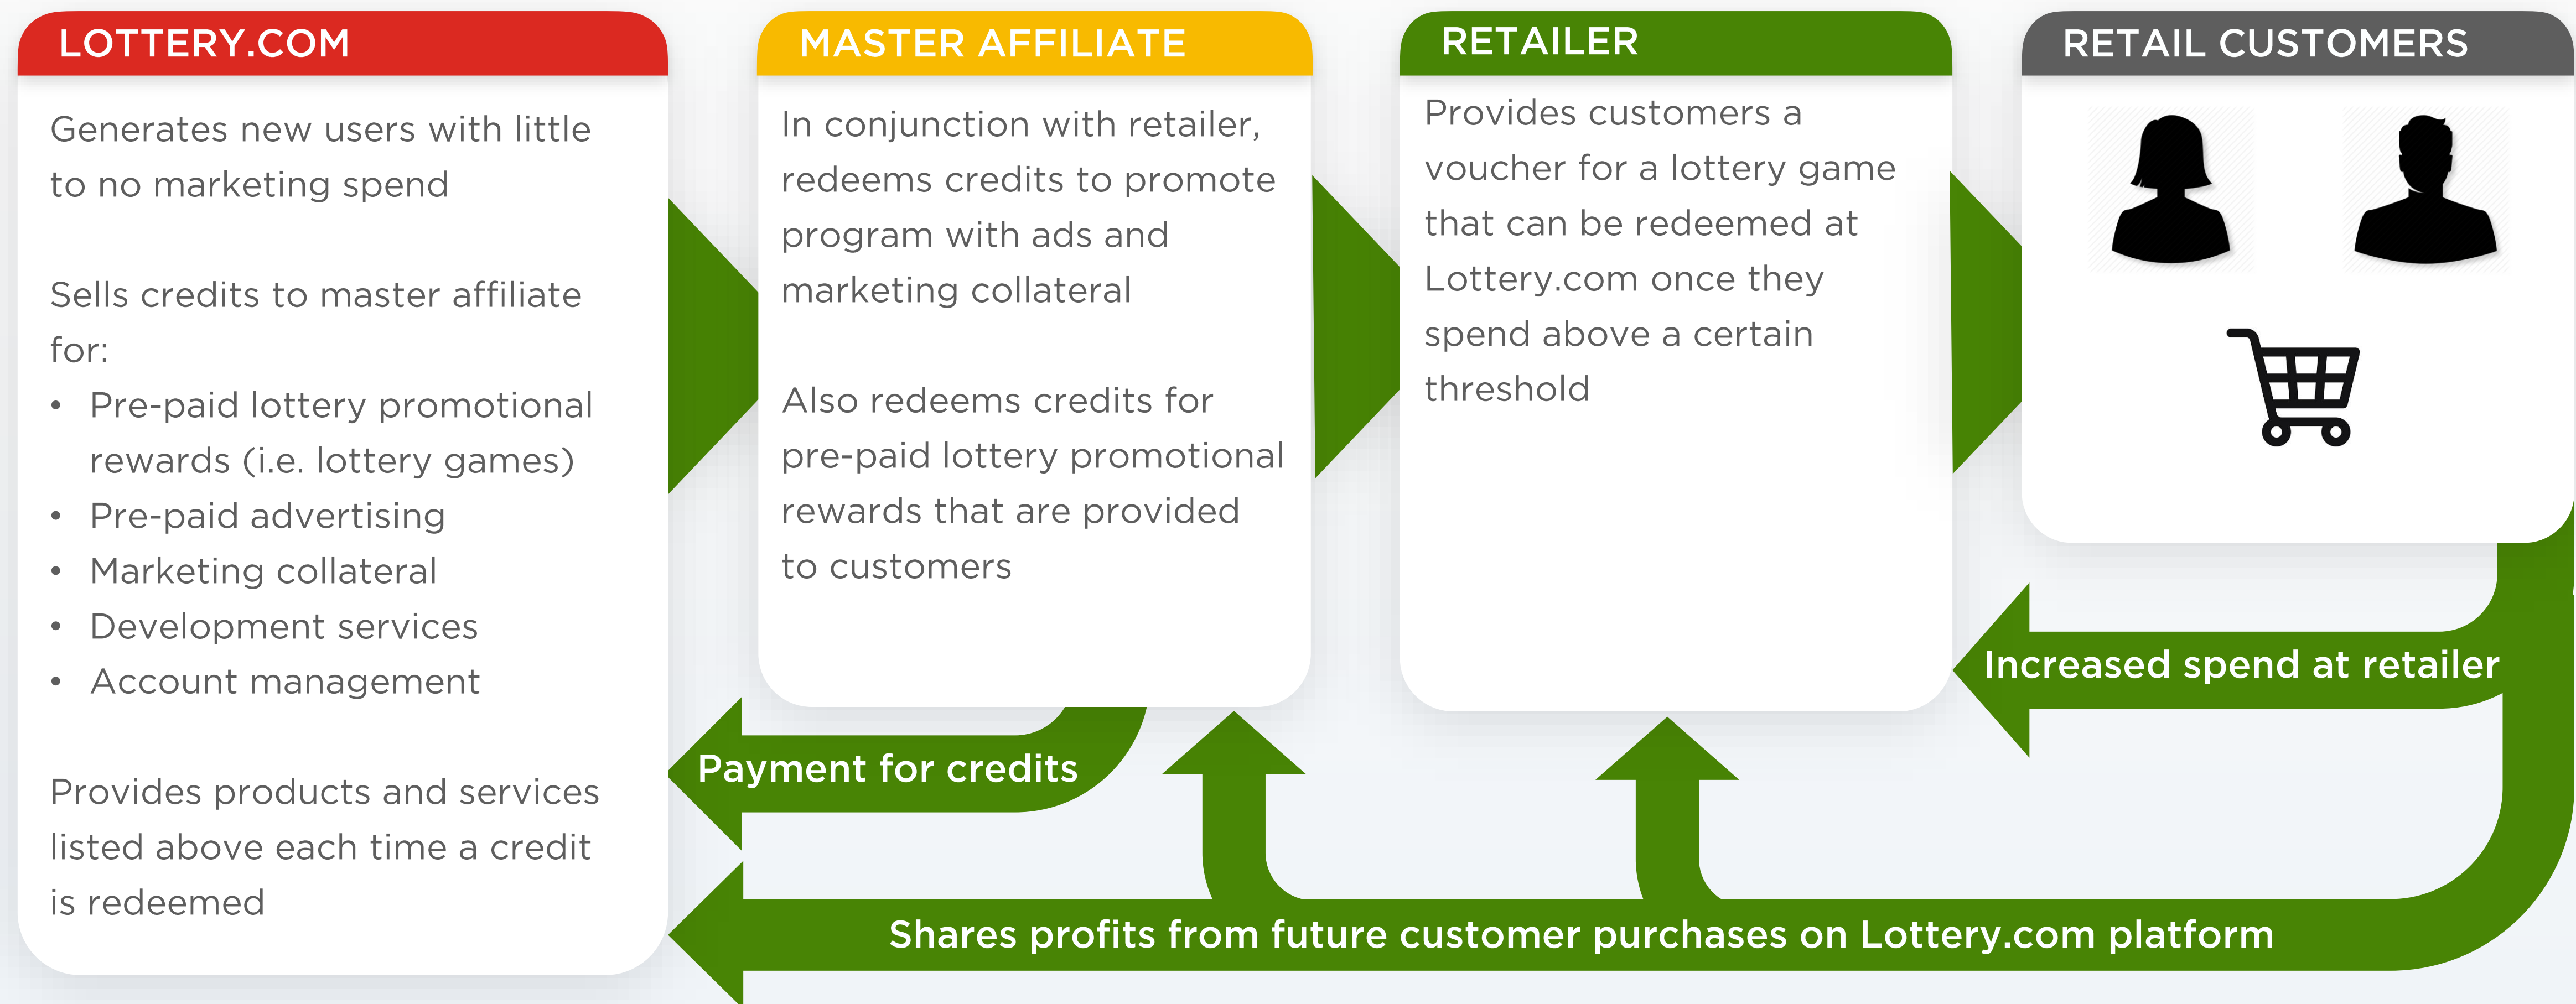 LOTTERY.COM
Generates new users with little
to no marketing spend
Sells credits to master affiliate
for:
• Pre-paid lottery promotional
rewards (i.e. lottery games)
• Pre-paid advertising
• Marketing collateral
• Development services
• Account management
Provides products and services
listed above each time a credit
is redeemed
MASTER AFFILIATE
In conjunction with retailer,
redeems credits to promote
program with ads and
marketing collateral
Also redeems credits for
pre-paid lottery promotional
rewards that are provided
to customers
RETAILER
Provides customers a
voucher for a lottery game
that can be redeemed at
Lottery.com once they
spend above a certain
threshold
RETAIL CUSTOMERS
Increased spend at retailer
Payment for credits
Shares profits from future customer purchases on Lottery.com platform